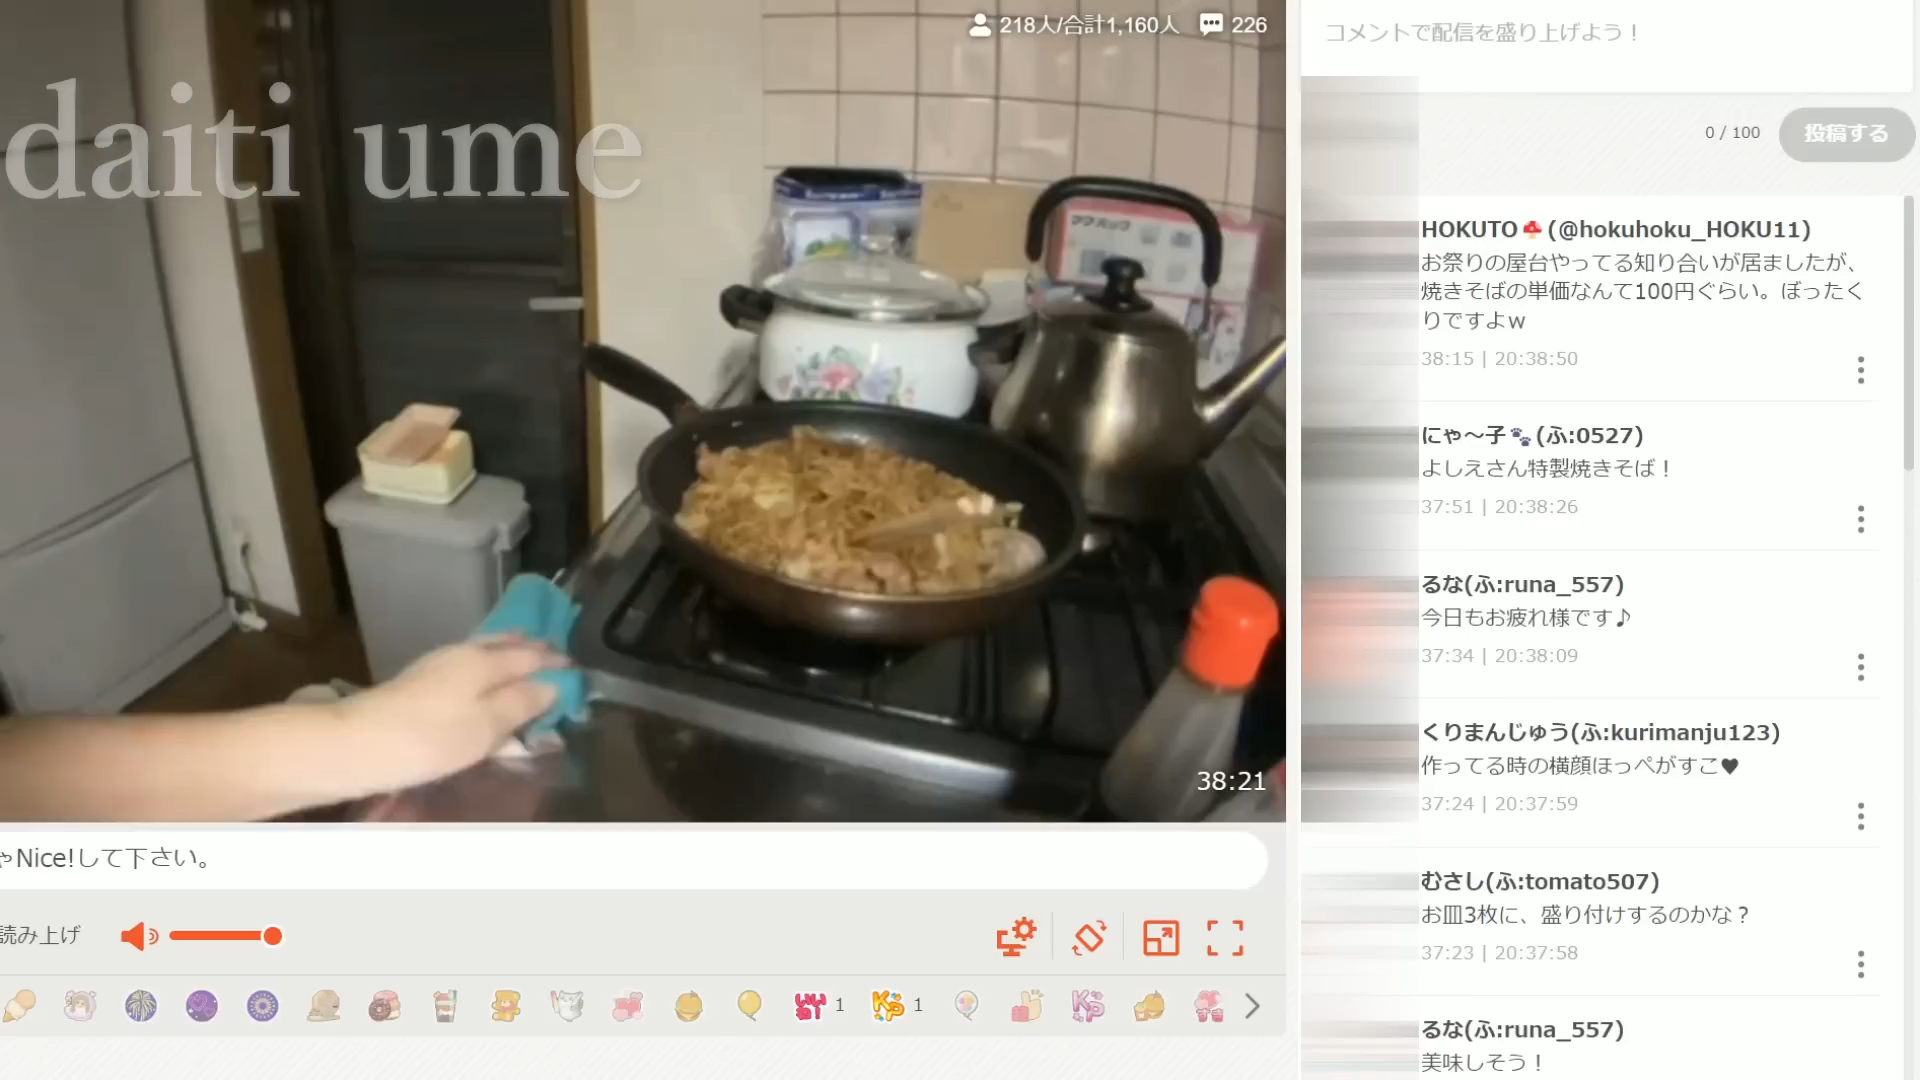 218人/合計1,160人 226
daiti ume
ママパック
38:21
Nice!して下さい。
読み上げ
1
1
コメントで配信を盛り上げよう！
0 / 100 投稿する
HOKUTO🍄(@hokuhoku_HOKU11)
お祭りの屋台やってる知り合いが居ましたが、
焼きそばの単価なんて100円ぐらい。ぼったく
りですよw
38:15 | 20:38:50
にゃ〜子🐾(ふ:0527)
よしえさん特製焼きそば！
37:51 | 20:38:26
るな(ふ:runa_557)
今日もお疲れ様です♪
37:34 | 20:38:09
くりまんじゅう(ふ:kurimanju123)
作ってる時の横顔ほっぺがすこ♥
37:24 | 20:37:59
むさし(ふ:tomato507)
お皿3枚に、盛り付けするのかな？
37:23 | 20:37:58
るな(ふ:runa_557)
美味しそう！